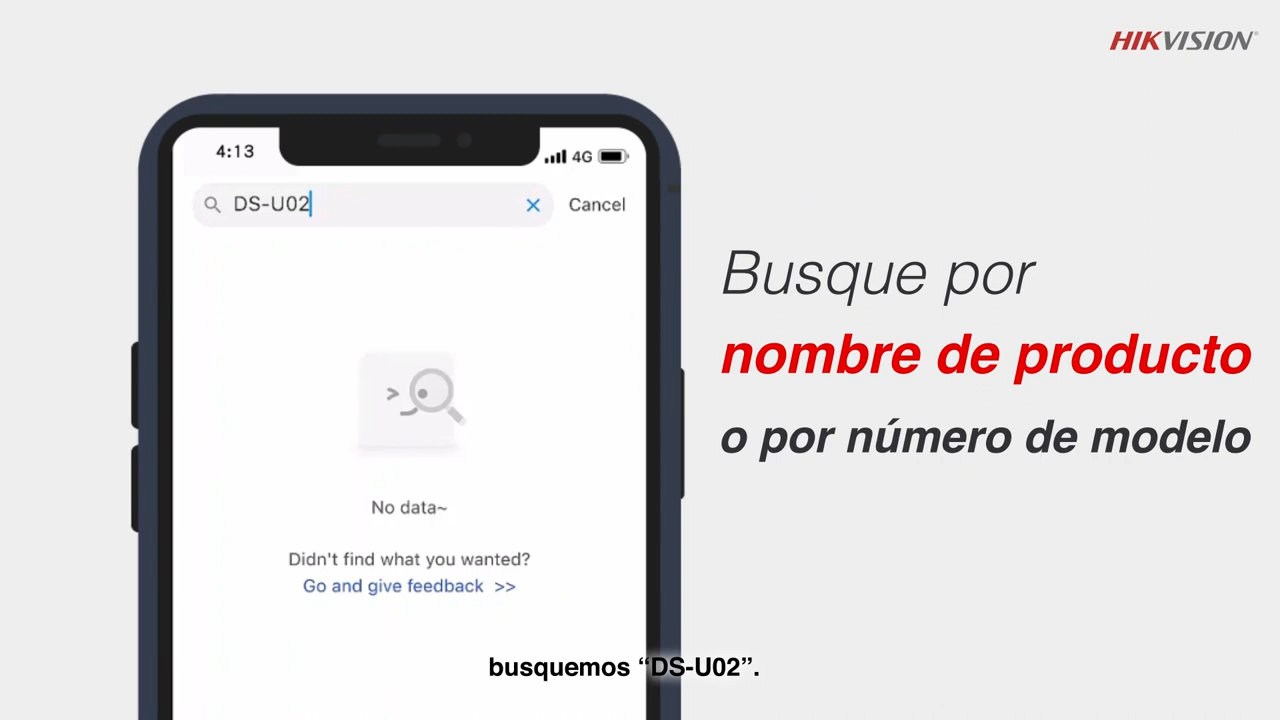 HIKVISION
4:13
4G
DS-U02
Cancel
Busque por
nombre de producto
o por número de modelo
No data~
Didn't find what you wanted?
Go and give feedback >>
busquemos “DS-U02”.